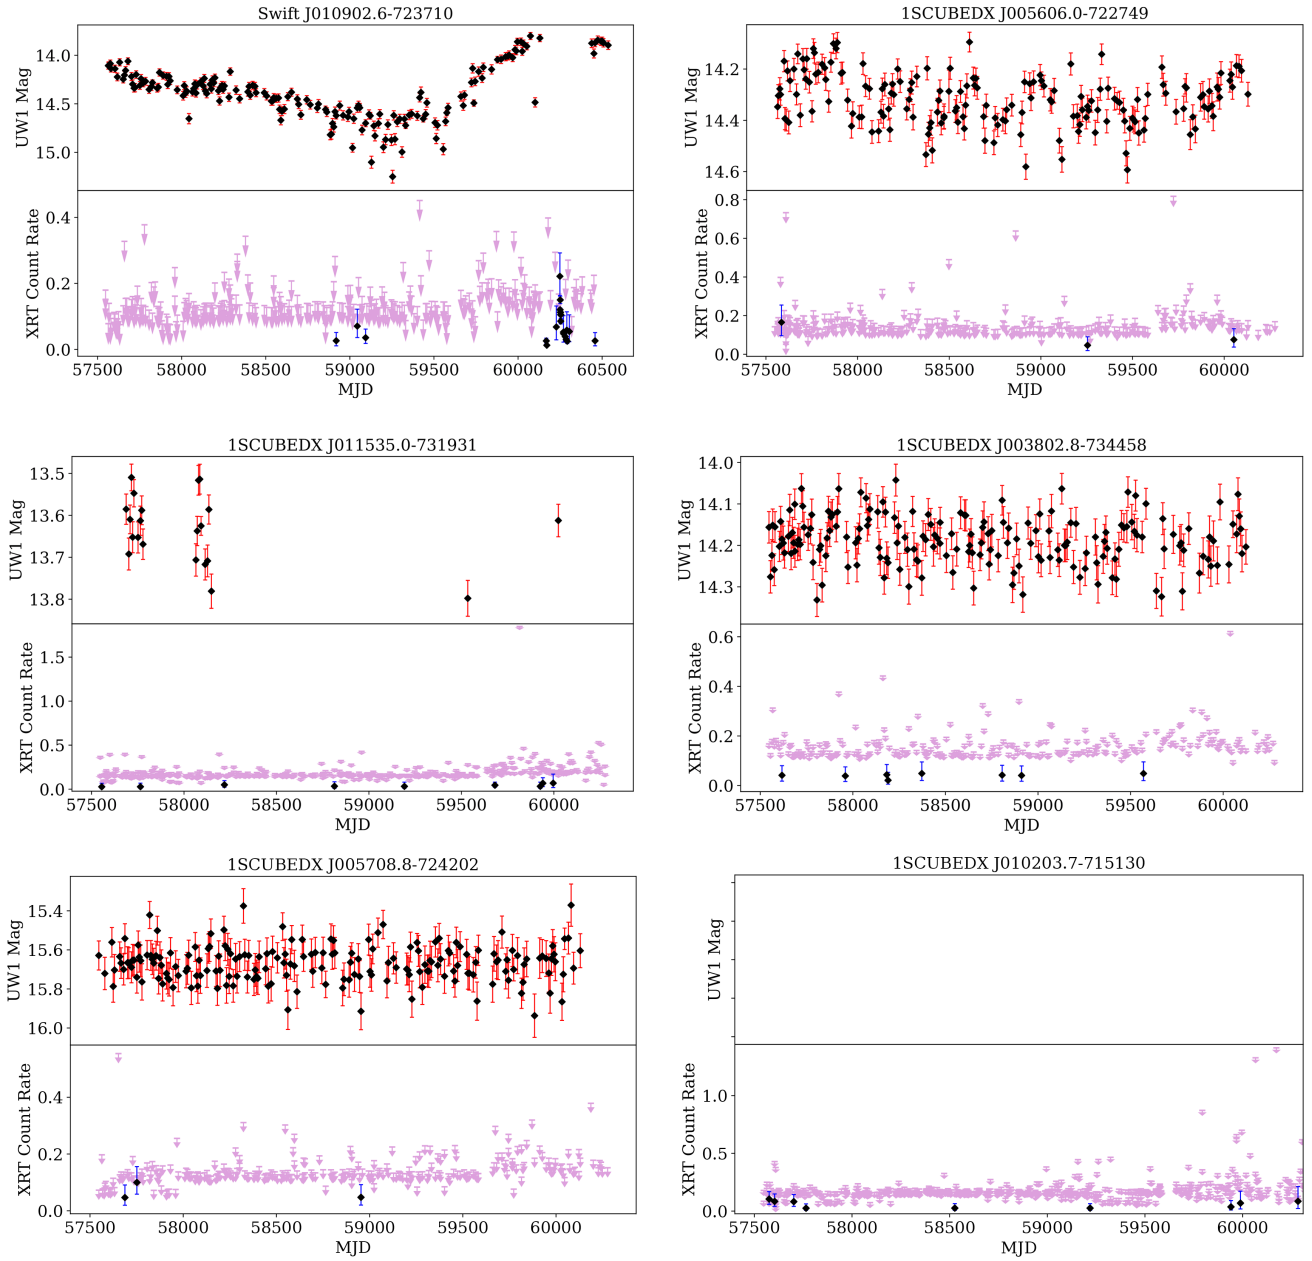 Swift J010902.6-723710
14.0
14.5
15.0
UW1 Mag
0.4
0.2
0.0
XRT Count Rate
57500 58000 58500 59000 59500 60000 60500
MJD
1SCUBEDX J005606.0-722749
14.2
14.4
14.6
UW1 Mag
0.8
0.6
0.4
0.2
0.0
XRT Count Rate
57500 58000 58500 59000 59500 60000
MJD
1SCUBEDX J011535.0-731931
13.5
13.6
13.7
13.8
UW1 Mag
1.5
1.0
0.5
0.0
XRT Count Rate
57500 58000 58500 59000 59500 60000
MJD
1SCUBEDX J003802.8-734458
14.0
14.1
14.2
14.3
UW1 Mag
0.6
0.4
0.2
0.0
XRT Count Rate
57500 58000 58500 59000 59500 60000
MJD
1SCUBEDX J005708.8-724202
15.4
15.6
15.8
16.0
UW1 Mag
0.4
0.2
0.0
XRT Count Rate
57500 58000 58500 59000 59500 60000
MJD
1SCUBEDX J010203.7-715130
UW1 Mag
1.0
0.5
0.0
XRT Count Rate
57500 58000 58500 59000 59500 60000
MJD